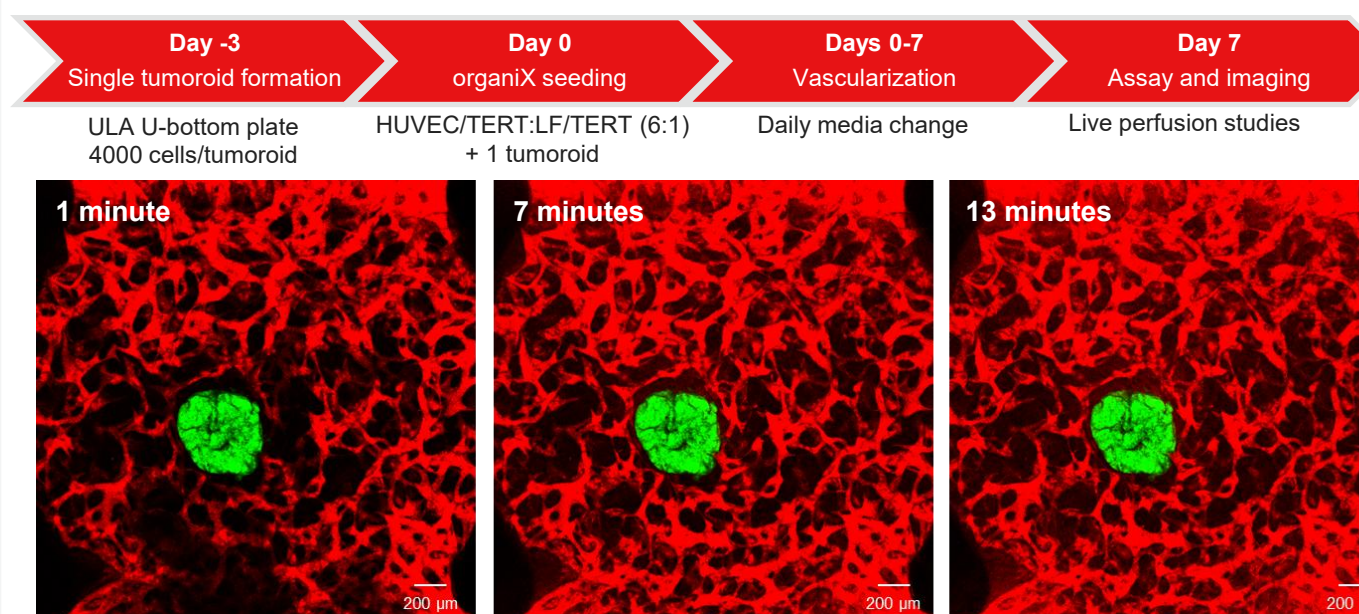 Day -3
Single tumoroid formation
Day 0
organiX seeding
Days 0-7
Vascularization
Day 7
Assay and imaging
ULA U-bottom plate
4000 cells/tumoroid
HUVEC/TERT:LF/TERT (6:1)
+ 1 tumoroid
Daily media change
Live perfusion studies
1 minute
7 minutes
13 minutes
200 µm
200 µm
200